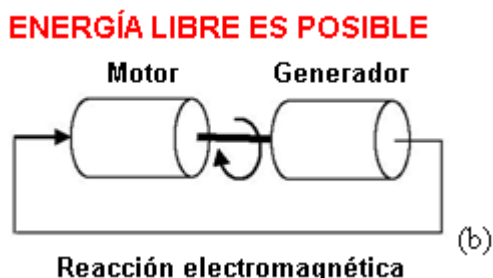 ENERGÍA LIBRE ES POSIBLE
Motor Generador
(b)
Reacción electromagnética